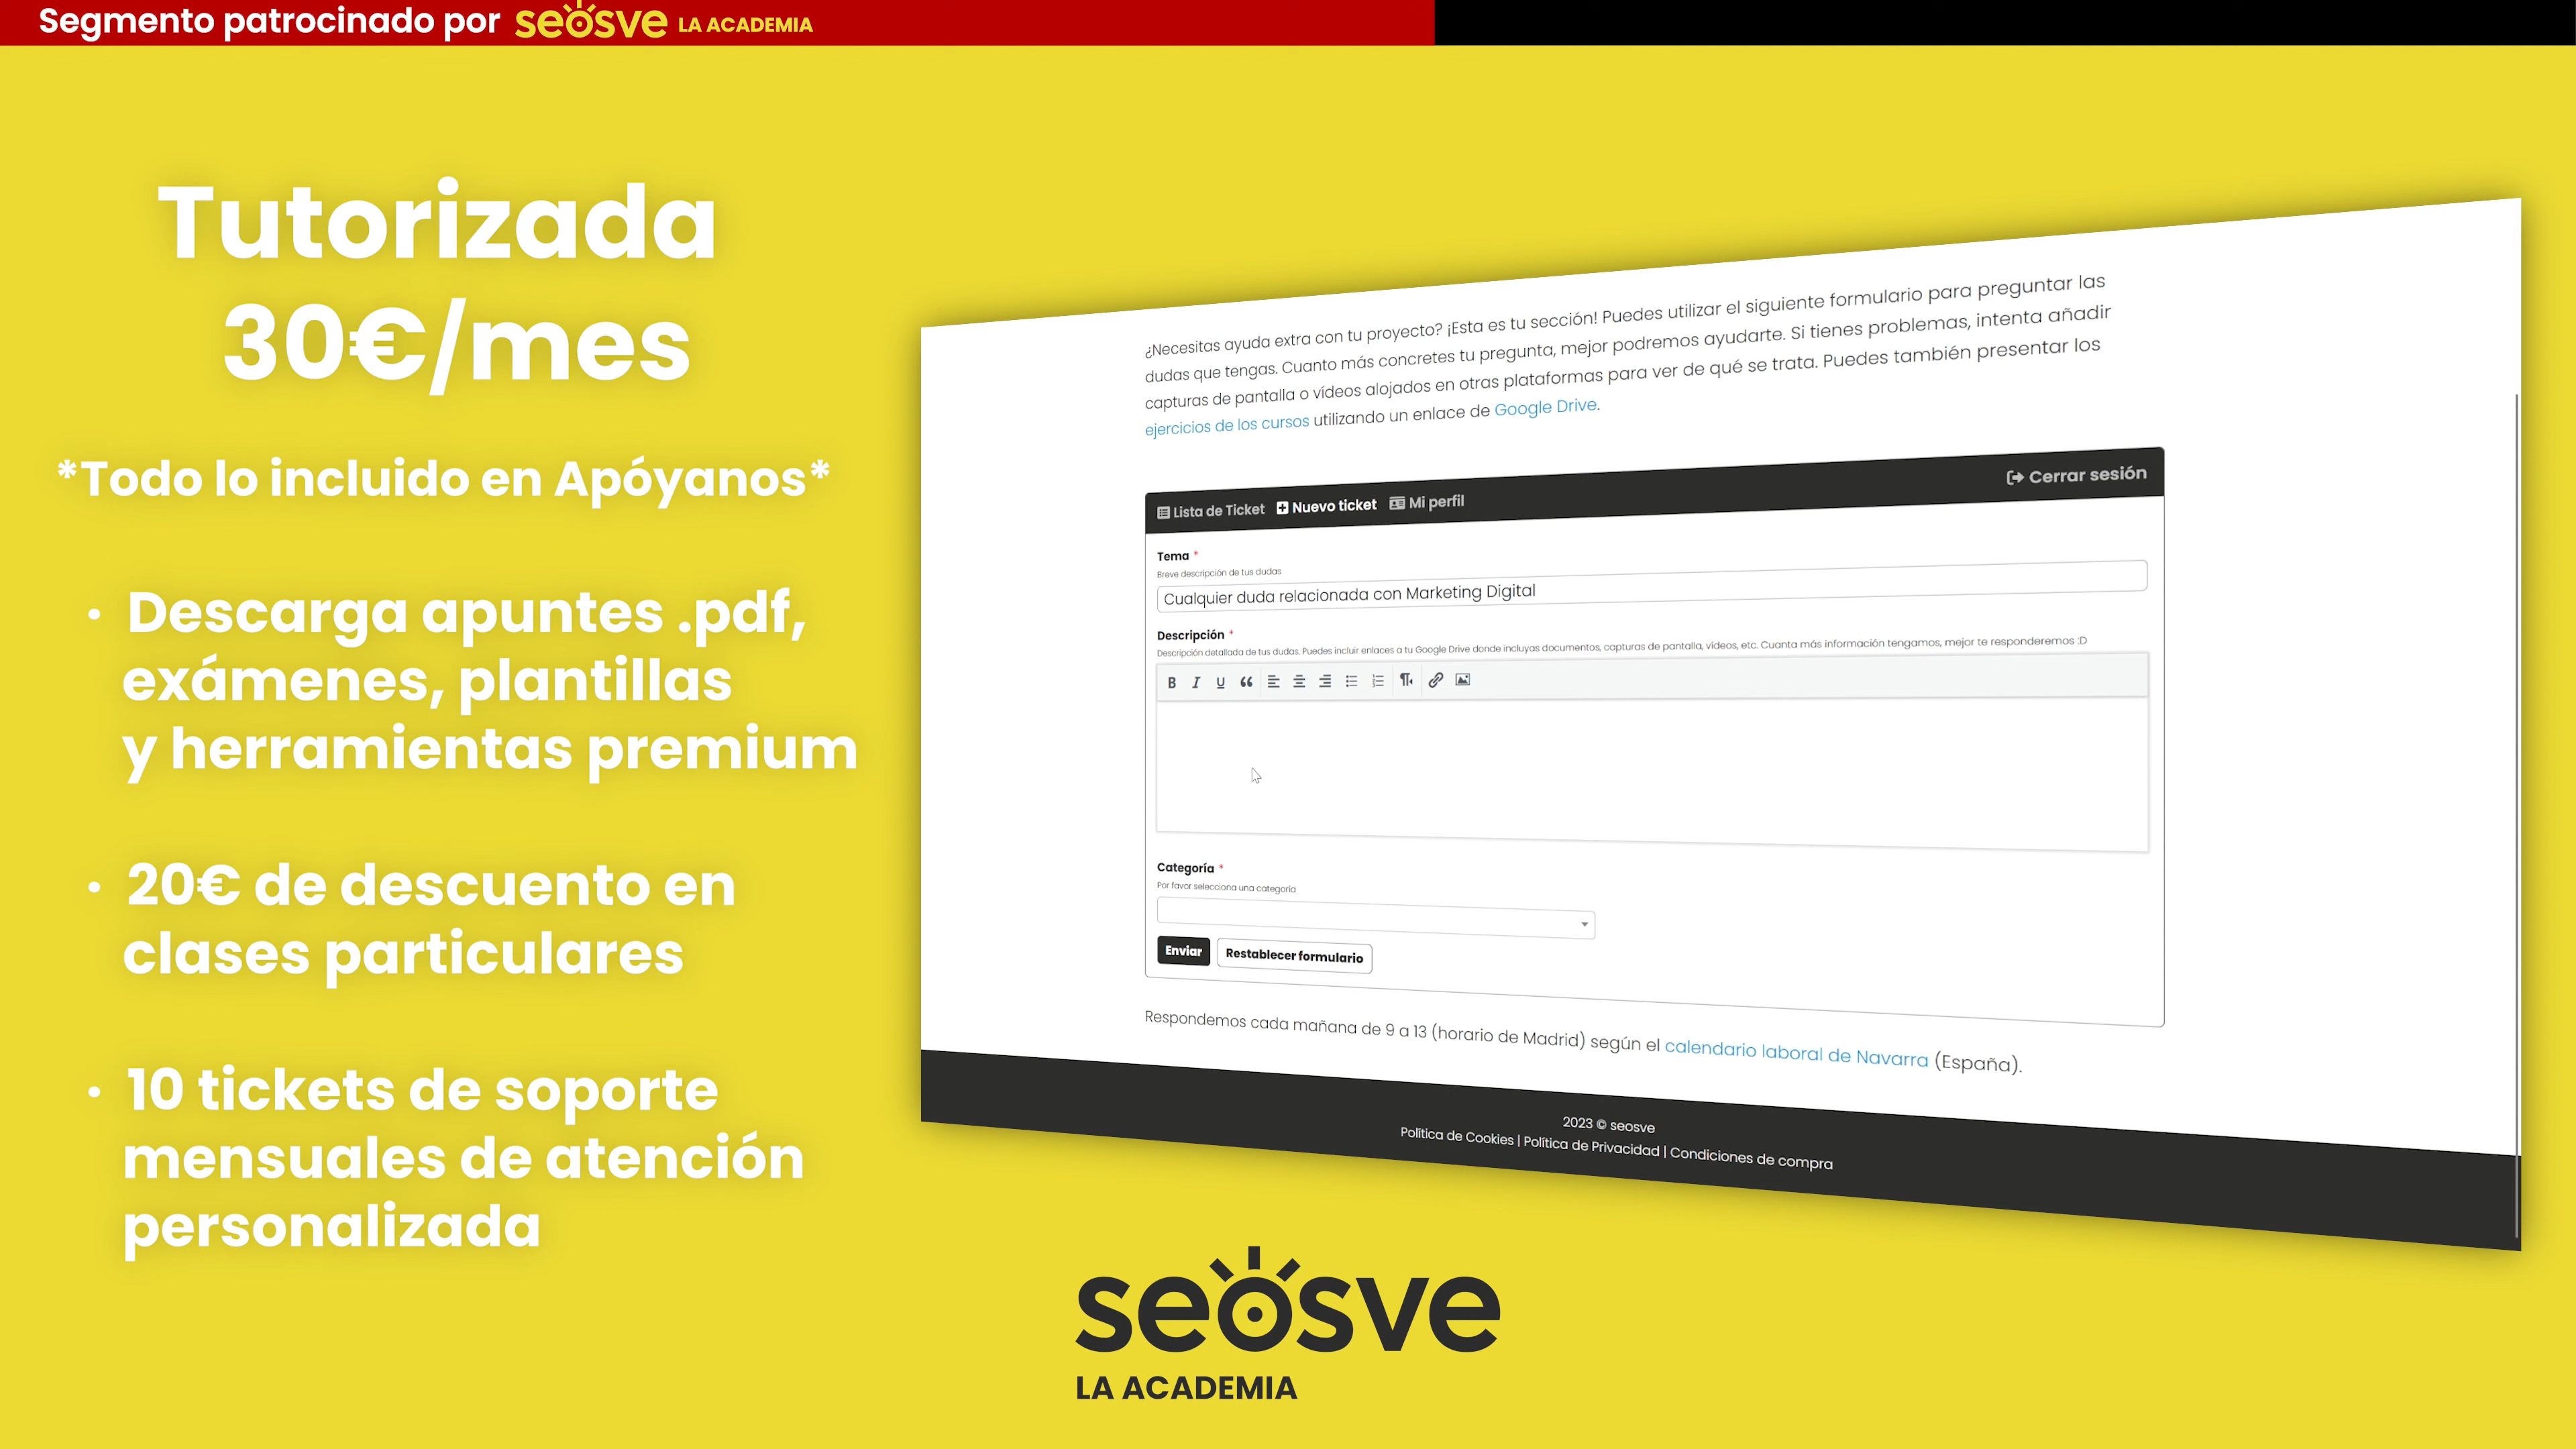 Segmento patrocinado por seosve LA ACADEMIA
Tutorizada
30€/mes
*Todo lo incluido en Apóyanos*
• Descarga apuntes .pdf,
exámenes, plantillas
y herramientas premium
• 20€ de descuento en
clases particulares
• 10 tickets de soporte
mensuales de atención
personalizada
¿Necesitas ayuda extra con tu proyecto? ¡Esta es tu sección! Puedes utilizar el siguiente formulario para preguntar las
dudas que tengas. Cuanto más concretes tu pregunta, mejor podremos ayudarte. Si tienes problemas, intenta añadir
capturas de pantalla o vídeos alojados en otras plataformas para ver de qué se trata. Puedes también presentar los
ejercicios de los cursos utilizando un enlace de Google Drive.
Lista de Ticket Nuevo ticket Mi perfil Cerrar sesión
Tema *
Breve descripción de tus dudas
Cualquier duda relacionada con Marketing Digital
Descripción *
Descripción detallada de tus dudas. Puedes incluir enlaces a tu Google Drive donde incluyas documentos, capturas de pantalla, vídeos, etc. Cuanta más información tengamos, mejor te responderemos :D
B I U
Categoría *
Por favor selecciona una categoría
Enviar Restablecer formulario
Respondemos cada mañana de 9 a 13 (horario de Madrid) según el calendario laboral de Navarra (España).
2023 © seosve
Política de Cookies | Política de Privacidad | Condiciones de compra
seosve
LA ACADEMIA